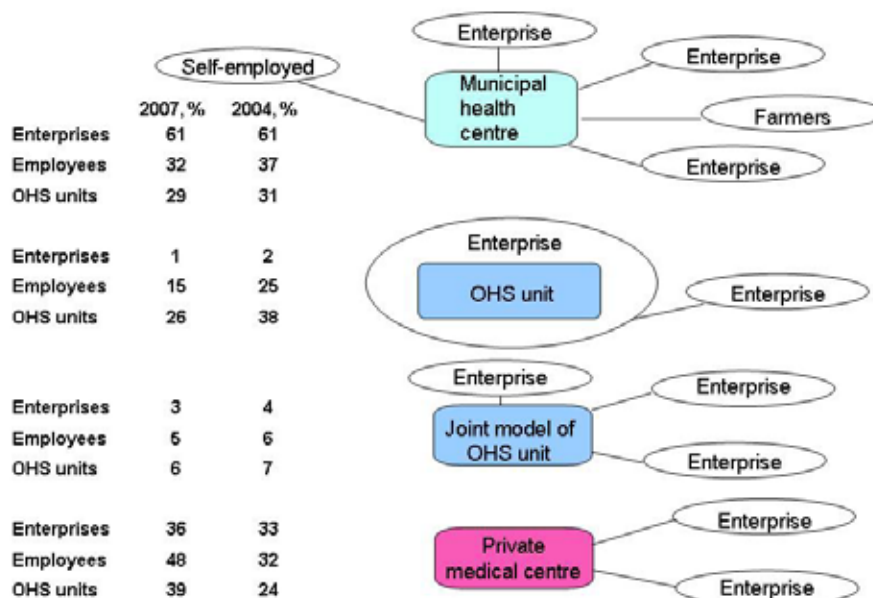 Enterprise
Self-employed
Enterprise
Municipal
health
centre
2007, % 2004, %
Farmers
Enterprises 61 61
Employees 32 37
Enterprise
OHS units 29 31
Enterprise
Enterprises 1 2
Employees 15 25
OHS unit
Enterprise
OHS units 26 38
Enterprise
Enterprise
Enterprises 3 4
Employees 5 6
Joint model of
OHS unit
OHS units 6 7
Enterprise
Enterprise
Enterprises 36 33
Private
medical centre
Employees 48 32
OHS units 39 24
Enterprise